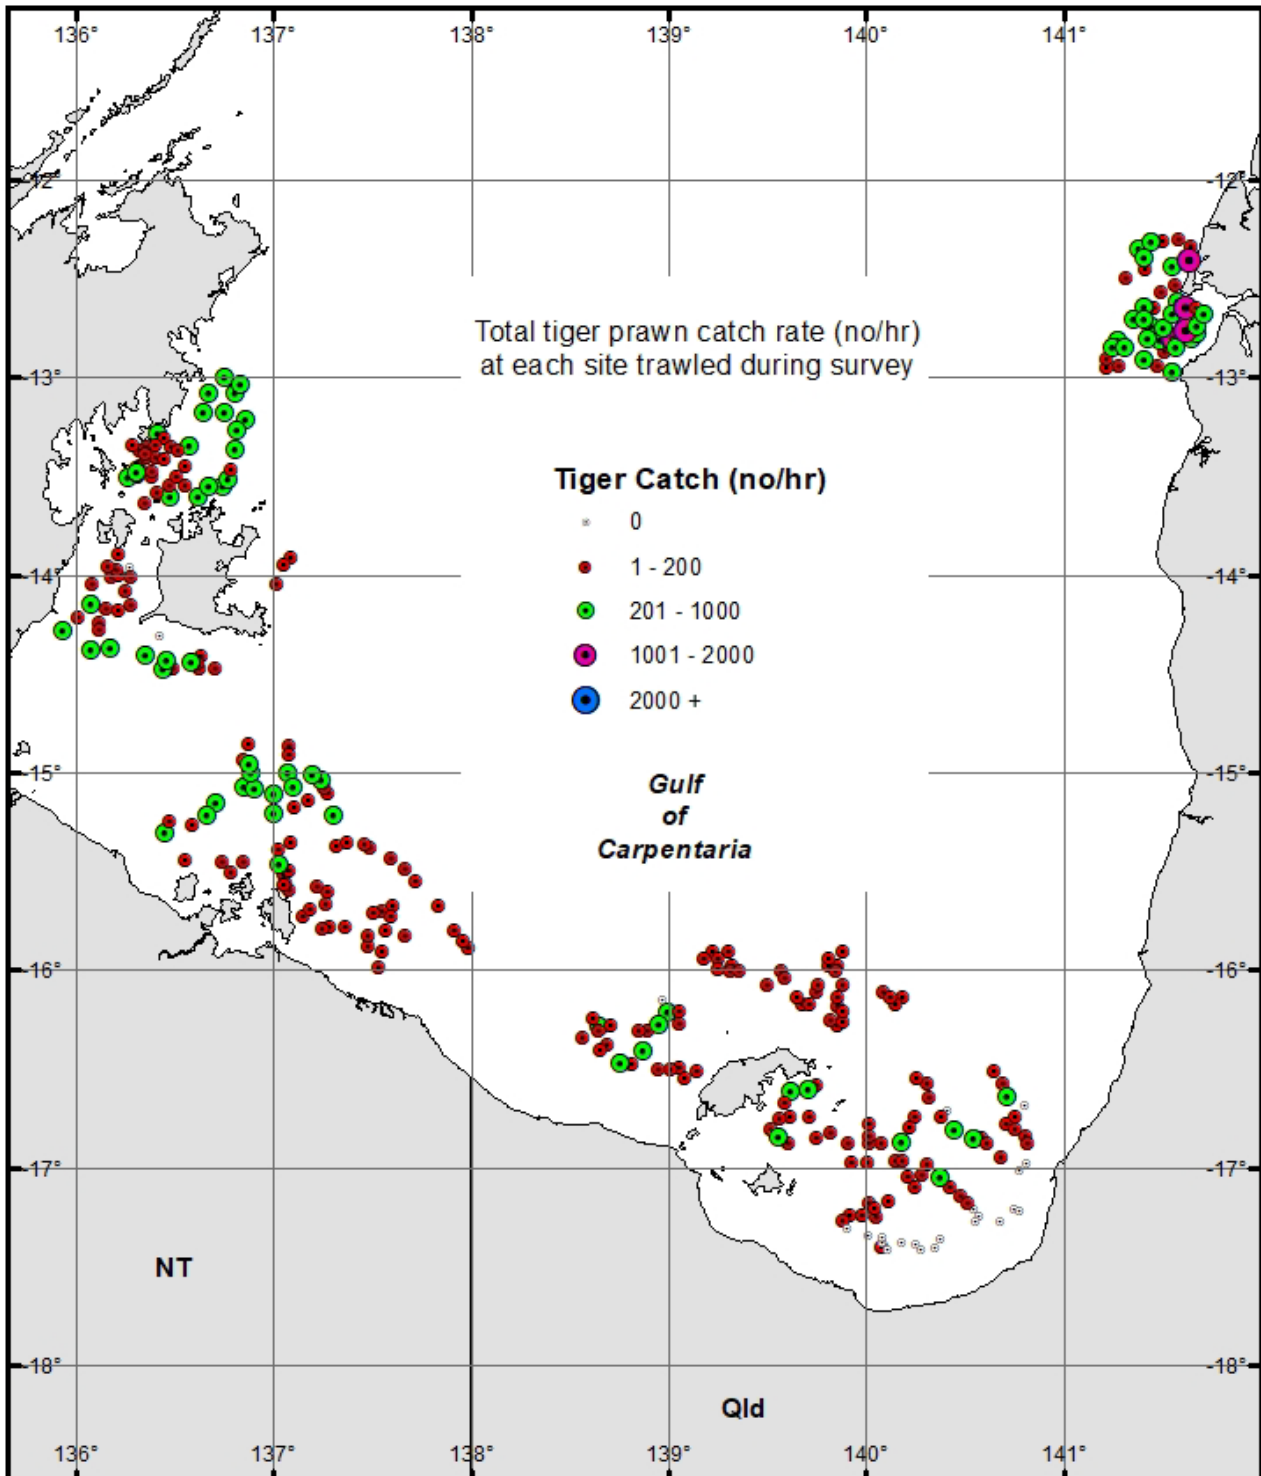 136° 137° 138° 139° 140° 141°
-12° -12°
Total tiger prawn catch rate (no/hr)
at each site trawled during survey
-13° -13°
Tiger Catch (no/hr)
0
1 - 200
-14° -14°
201 - 1000
1001 - 2000
2000 +
-15° -15°
Gulf
of
Carpentaria
-16° -16°
-17° -17°
NT
-18° -18°
Qld
136° 137° 138° 139° 140° 141°